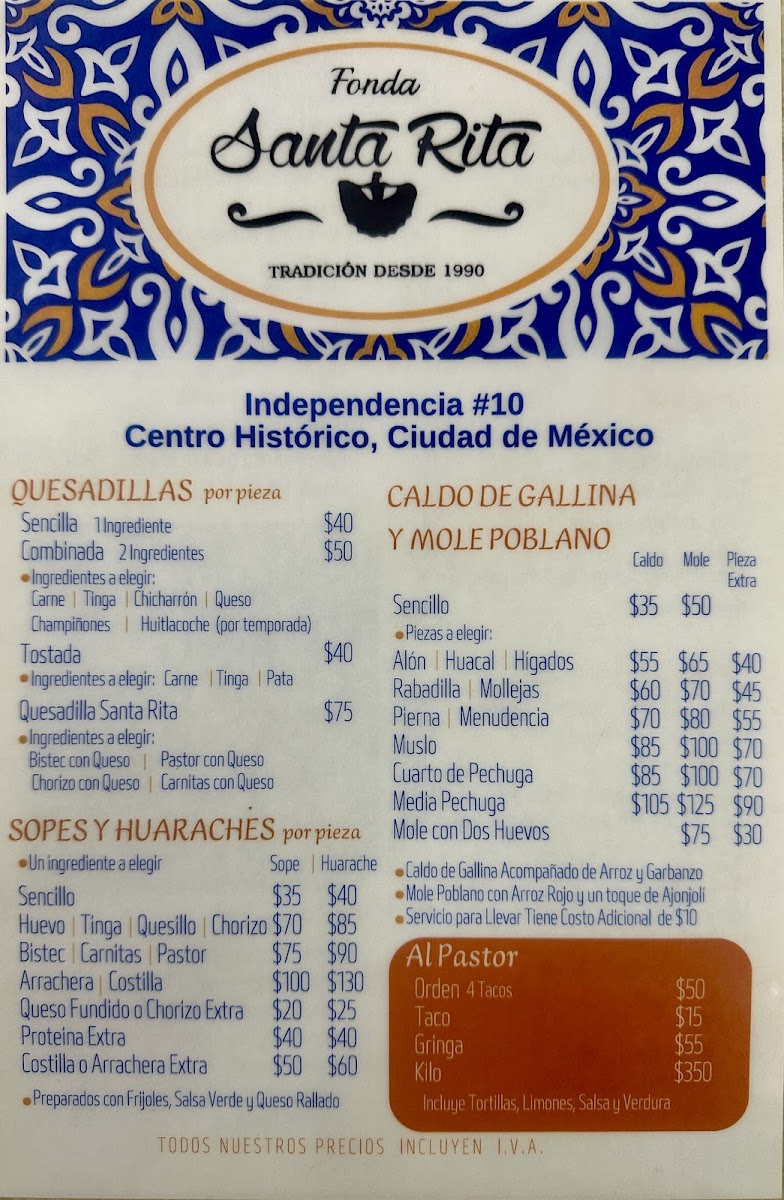 Fonda
Santa Rita
TRADICIÓN DESDE 1990
Independencia #10
Centro Histórico, Ciudad de México
QUESADILLAS por pieza
Sencilla 1 Ingrediente $40
Combinada 2 Ingredientes $50
•Ingredientes a elegir:
Carne | Tinga | Chicharrón | Queso
Champiñones | Huitlacoche (por temporada)
Tostada $40
•Ingredientes a elegir: Carne | Tinga | Pata
Quesadilla Santa Rita $75
•Ingredientes a elegir:
Bistec con Queso | Pastor con Queso
Chorizo con Queso | Carnitas con Queso
SOPES Y HUARACHES por pieza
•Un ingrediente a elegir Sope | Huarache
Sencillo $35 $40
Huevo | Tinga | Quesillo | Chorizo $70 $85
Bistec | Carnitas | Pastor $75 $90
Arrachera | Costilla $100 $130
Queso Fundido o Chorizo Extra $20 $25
Proteina Extra $40 $40
Costilla o Arrachera Extra $50 $60
•Preparados con Frijoles, Salsa Verde y Queso Rallado
CALDO DE GALLINA
Y MOLE POBLANO
Caldo Mole Pieza
Extra
Sencillo $35 $50
•Piezas a elegir:
Alón | Huacal | Hígados $55 $65 $40
Rabadilla | Mollejas $60 $70 $45
Pierna | Menudencia $70 $80 $55
Muslo $85 $100 $70
Cuarto de Pechuga $85 $100 $70
Media Pechuga $105 $125 $90
Mole con Dos Huevos $75 $30
•Caldo de Gallina Acompañado de Arroz y Garbanzo
•Mole Poblano con Arroz Rojo y un toque de Ajonjoli
•Servicio para Llevar Tiene Costo Adicional de $10
Al Pastor
Orden 4 Tacos $50
Taco $15
Gringa $55
Kilo $350
Incluye Tortillas, Limones, Salsa y Verdura
TODOS NUESTROS PRECIOS INCLUYEN I.V.A.